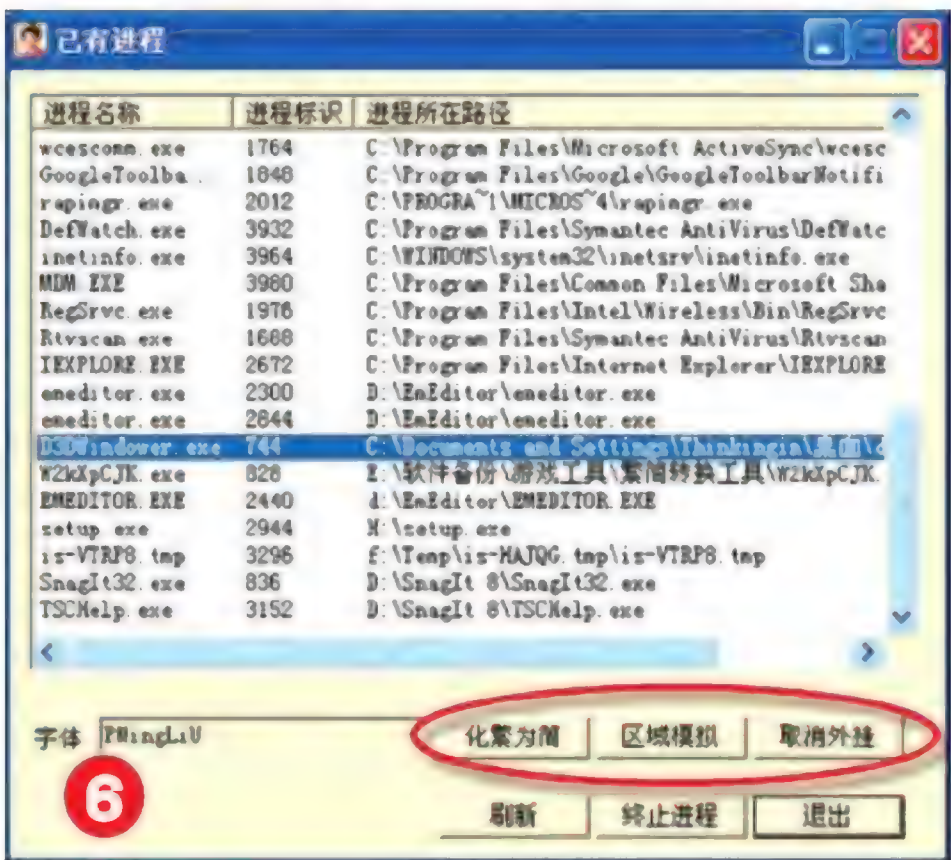 已有进程
进程名称 进程标识 进程所在路径
wcescomm.exe 1764 C:\Program Files\Microsoft ActiveSync\wcesc
GoogleToolba.. 1848 C:\Program Files\Google\GoogleToolbarNotifi
rapimgr.exe 2012 C:\PROGRA~1\MICROS~4\rapimgr.exe
DefWatch.exe 3932 C:\Program Files\Symantec AntiVirus\DefWatc
inetinfo.exe 3964 C:\WINDOWS\system32\inetsrv\inetinfo.exe
MDM.EXE 3980 C:\Program Files\Common Files\Microsoft Sha
RegSrvc.exe 1976 C:\Program Files\Intel\Wireless\Bin\RegSrvc
Rtvscan.exe 1688 C:\Program Files\Symantec AntiVirus\Rtvscan
IEXPLORE.EXE 2672 C:\Program Files\Internet Explorer\IEXPLORE
emeditor.exe 2300 D:\EmEditor\emeditor.exe
emeditor.exe 2844 D:\EmEditor\emeditor.exe
D3DWindower.exe 744 C:\Documents and Settings\Thinkingin\桌面\d
W2kXpCJK.exe 828 E:\软件备份\游戏工具\繁简转换工具\W2kXpCJK.
EMEDITOR.EXE 2440 d:\EmEditor\EMEDITOR.EXE
setup.exe 2944 M:\setup.exe
is-VTRP8.tmp 3296 f:\Temp\is-MAJQG.tmp\is-VTRP8.tmp
SnagIt32.exe 836 D:\SnagIt 8\SnagIt32.exe
TSCHelp.exe 3152 D:\SnagIt 8\TSCHelp.exe
字体 PMingLiU 化繁为简 区域模拟 取消外挂
6
刷新 终止进程 退出